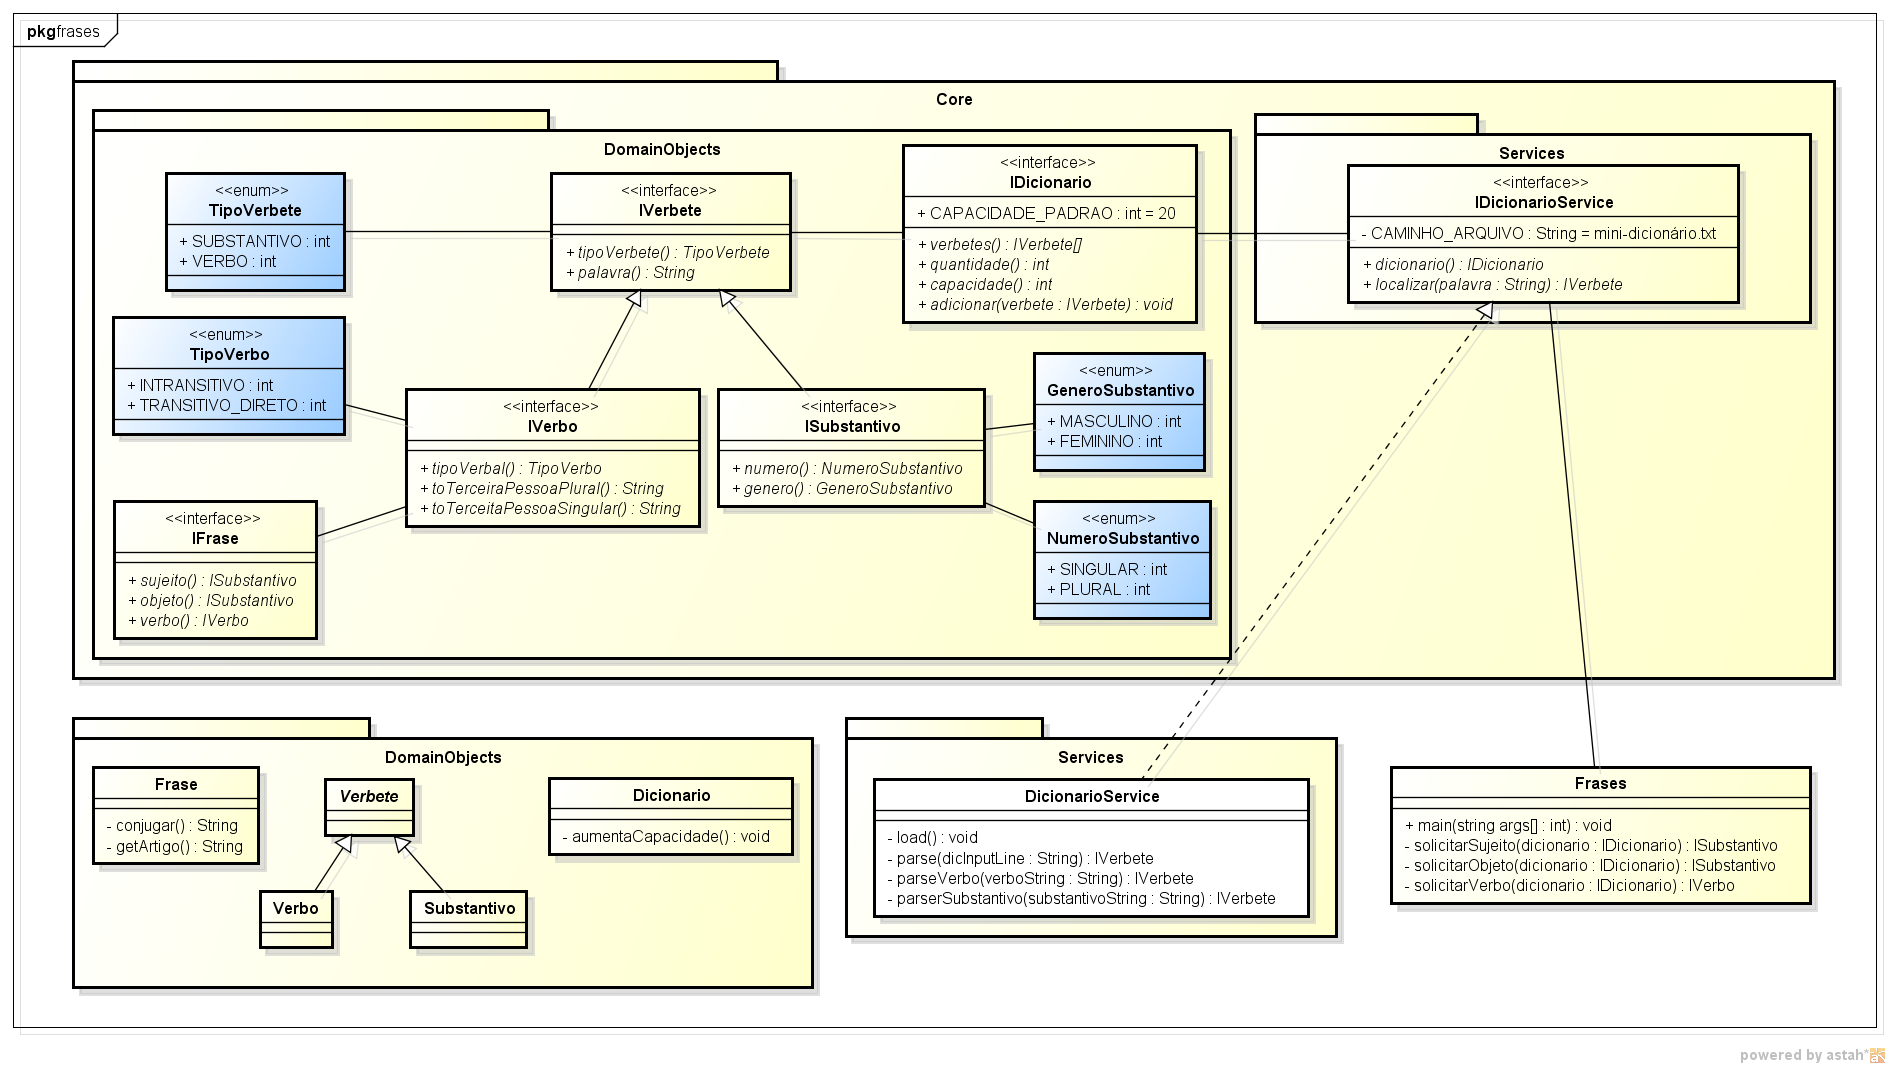 pkg frases
Core
DomainObjects
<<enum>>
TipoVerbete
+ SUBSTANTIVO : int
+ VERBO : int
<<interface>>
IVerbete
+ tipoVerbete() : TipoVerbete
+ palavra() : String
<<interface>>
IDicionario
+ CAPACIDADE_PADRAO : int = 20
+ verbetes() : IVerbete[]
+ quantidade() : int
+ capacidade() : int
+ adicionar(verbete : IVerbete) : void
Services
<<interface>>
IDicionarioService
- CAMINHO_ARQUIVO : String = mini-dicionário.txt
+ dicionario() : IDicionario
+ localizar(palavra : String) : IVerbete
<<enum>>
TipoVerbo
+ INTRANSITIVO : int
+ TRANSITIVO_DIRETO : int
<<interface>>
IVerbo
+ tipoVerbal() : TipoVerbo
+ toTerceiraPessoaPlural() : String
+ toTerceitaPessoaSingular() : String
<<interface>>
ISubstantivo
+ numero() : NumeroSubstantivo
+ genero() : GeneroSubstantivo
<<enum>>
GeneroSubstantivo
+ MASCULINO : int
+ FEMININO : int
<<interface>>
IFrase
+ sujeito() : ISubstantivo
+ objeto() : ISubstantivo
+ verbo() : IVerbo
<<enum>>
NumeroSubstantivo
+ SINGULAR : int
+ PLURAL : int
DomainObjects
Frase
- conjugar() : String
- getArtigo() : String
Verbete
Dicionario
- aumentaCapacidade() : void
Verbo
Substantivo
Services
DicionarioService
- load() : void
- parse(dicInputLine : String) : IVerbete
- parseVerbo(verboString : String) : IVerbete
- parserSubstantivo(substantivoString : String) : IVerbete
Frases
+ main(string args[] : int) : void
- solicitarSujeito(dicionario : IDicionario) : ISubstantivo
- solicitarObjeto(dicionario : IDicionario) : ISubstantivo
- solicitarVerbo(dicionario : IDicionario) : IVerbo
powered by astah*